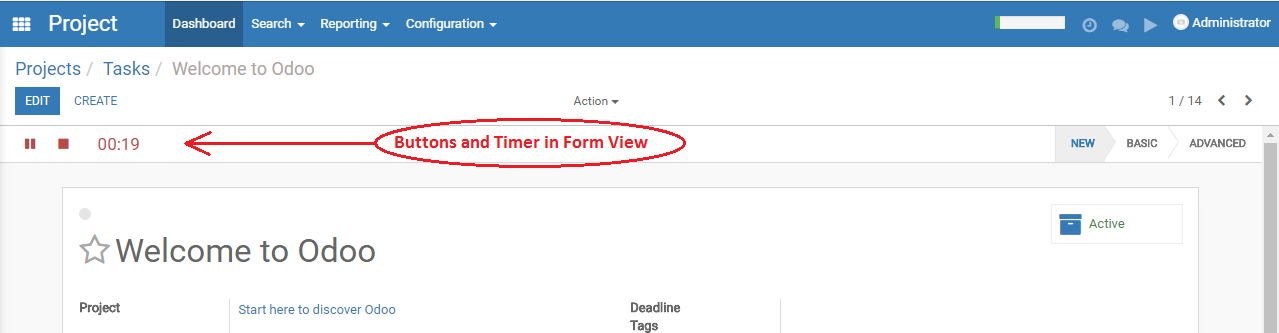 Project Dashboard Search Reporting Configuration Administrator
Projects / Tasks / Welcome to Odoo
EDIT CREATE Action 1 / 14
00:19 Buttons and Timer in Form View NEW BASIC ADVANCED
Active
Welcome to Odoo
Project Start here to discover Odoo Deadline
Tags